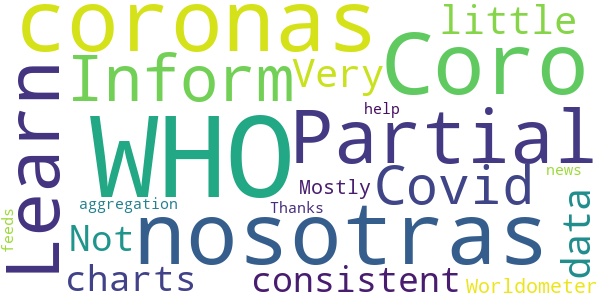 coronas
little
Learn
Inform
Very
Coro
WHO
Partial
help
Mostly
Covid
news
aggregation
Thanks
feeds
Not
nosotras
data
charts
consistent
Worldometer